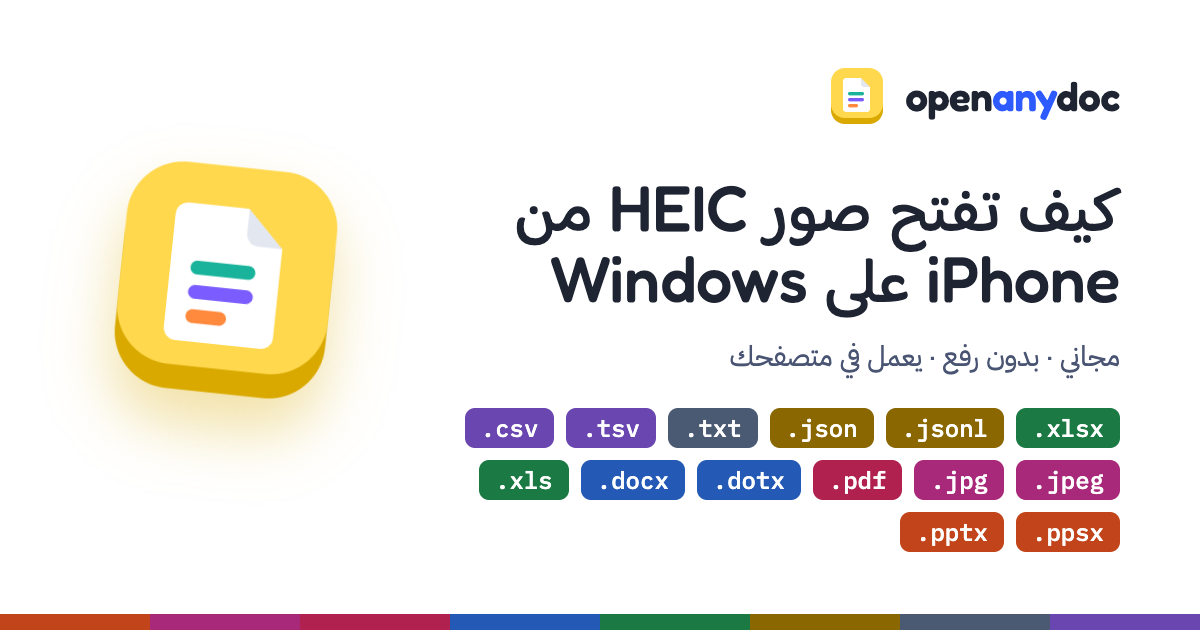 openanydoc
كيف تفتح صور HEIC من
iPhone على Windows
مجاني · بدون رفع · يعمل في متصفحك
.csv .tsv .txt .json .jsonl .xlsx
.xls .docx .dotx .pdf .jpg .jpeg
.pptx .ppsx